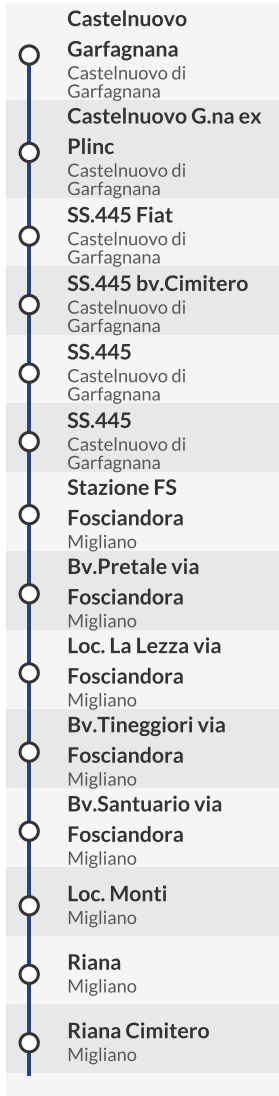 Castelnuovo
Garfagnana
Castelnuovo di
Garfagnana
Castelnuovo G.na ex
Plinc
Castelnuovo di
Garfagnana
SS.445 Fiat
Castelnuovo di
Garfagnana
SS.445 bv.Cimitero
Castelnuovo di
Garfagnana
SS.445
Castelnuovo di
Garfagnana
SS.445
Castelnuovo di
Garfagnana
Stazione FS
Fosciandora
Migliano
Bv.Pretale via
Fosciandora
Migliano
Loc. La Lezza via
Fosciandora
Migliano
Bv.Tineggiori via
Fosciandora
Migliano
Bv.Santuario via
Fosciandora
Migliano
Loc. Monti
Migliano
Riana
Migliano
Riana Cimitero
Migliano